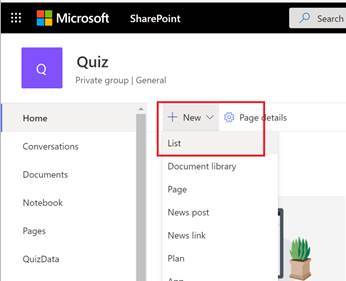 Microsoft SharePoint Search
Q Quiz
Private group | General
Home
Conversations
Documents
Notebook
Pages
QuizData
+ New Page details
List
Document library
Page
News post
News link
Plan
App